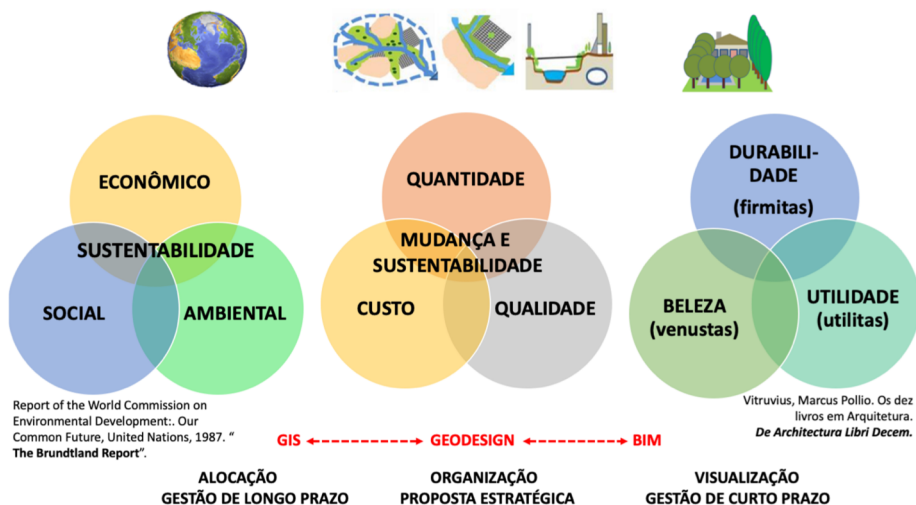 ECONÔMICO
SUSTENTABILIDADE
SOCIAL
AMBIENTAL
QUANTIDADE
MUDANÇA E
SUSTENTABILIDADE
CUSTO
QUALIDADE
DURABILI-
DADE
(firmitas)
BELEZA
(venustas)
UTILIDADE
(utilitas)
Report of the World Commission on
Environmental Development:. Our
Common Future, United Nations, 1987. “
The Brundtland Report”.
Vitruvius, Marcus Pollio. Os dez
livros em Arquitetura.
De Architectura Libri Decem.
GIS GEODESIGN BIM
ALOCAÇÃO
GESTÃO DE LONGO PRAZO
ORGANIZAÇÃO
PROPOSTA ESTRATÉGICA
VISUALIZAÇÃO
GESTÃO DE CURTO PRAZO